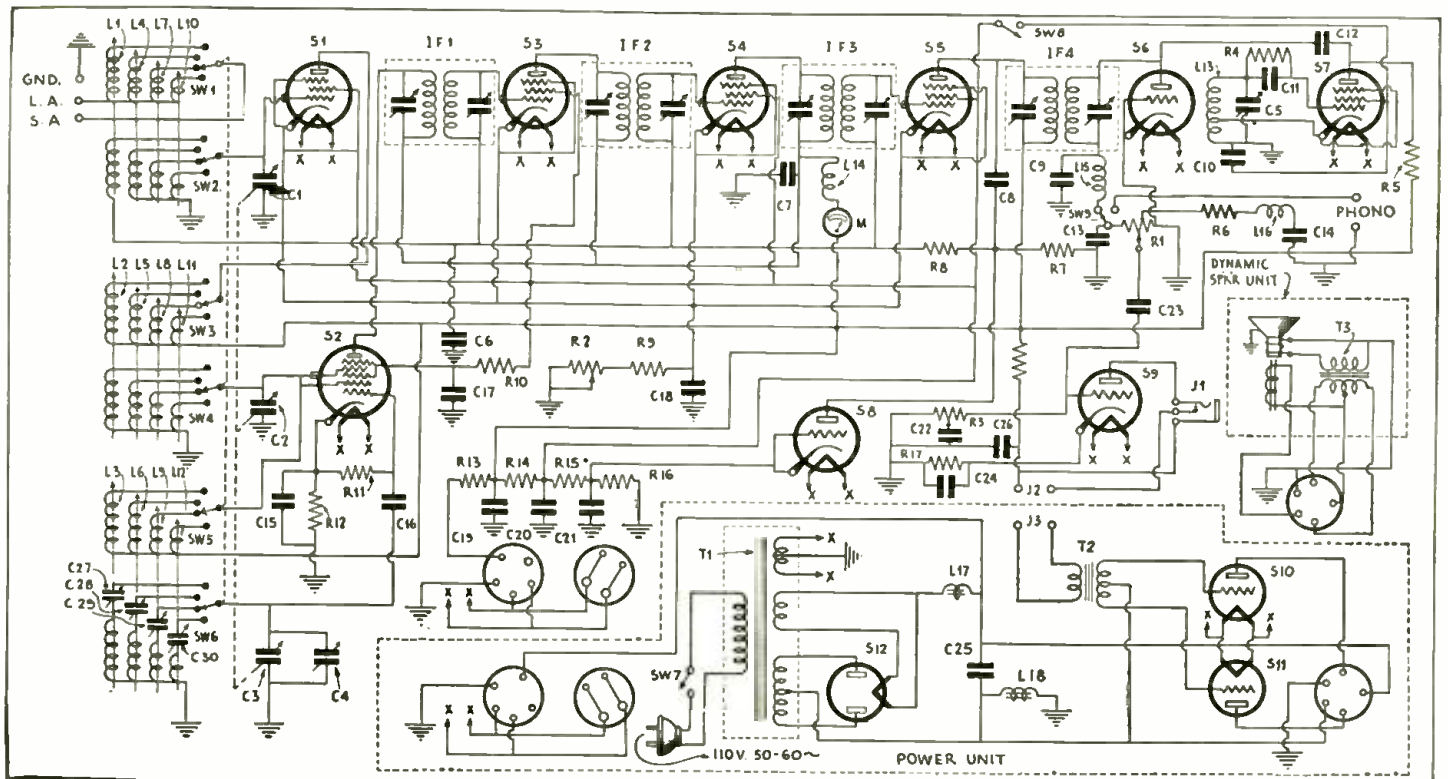 L1 L4 L7 L10
GND.
L. A.
S. A
SW1
SW2.
C1
S1
IF1
S3
IF2
S4
IF3
S5
SW8
IF4
S6
C12
R4
L13
C11
C5
S7
C10
R5
X X
X X
X X
X X
X X
X X
C7
L14
M
C8
C9
L15
SW9
C13
R1
R6
L16
C14
PHONO
R8
R7
C23
L2 L5 L8 L11
SW3
SW4
C2
S2
C6
C17
R10
R2
R9
C18
X X
DYNAMIC
SPKR UNIT
T3
S8
X X
S9
X X
J1
R3
C22
C26
R17
C24
J2
L3 L6 L9 L12
SW5
C15
R11
R12
C16
R13
R14
R15
R16
C19
C20
C21
C27
C28
C29
SW6
C30
C3
C4
X X
X X
SW7
T1
X
X
110V. 50-60~
S12
L17
C25
L18
J3
T2
S10
X X
S11
POWER UNIT